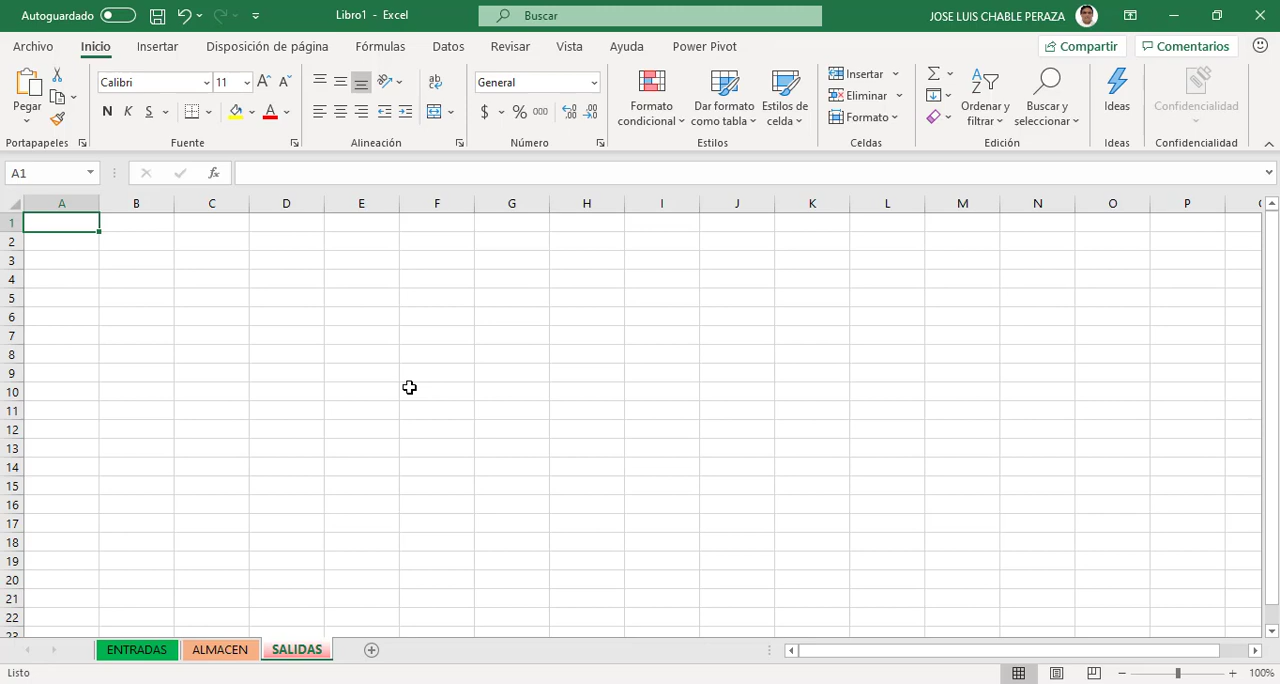 Autoguardado Libro1 - Excel Buscar JOSE LUIS CHABLE PERAZA
Archivo Inicio Insertar Disposición de página Fórmulas Datos Revisar Vista Ayuda Power Pivot Compartir Comentarios
Pegar
Portapapeles
Calibri 11
N K S A
Fuente
ab
Alineación
General
$ % 000
Número
Formato condicional
Dar formato como tabla
Estilos de celda
Estilos
Insertar
Eliminar
Formato
Celdas
Ordenar y filtrar
Buscar y seleccionar
Edición
Ideas
Ideas
Confidencialidad
Confidencialidad
A1 fx
A B C D E F G H I J K L M N O P
1
2
3
4
5
6
7
8
9
10
11
12
13
14
15
16
17
18
19
20
21
22
23
ENTRADAS ALMACEN SALIDAS
Listo 100%